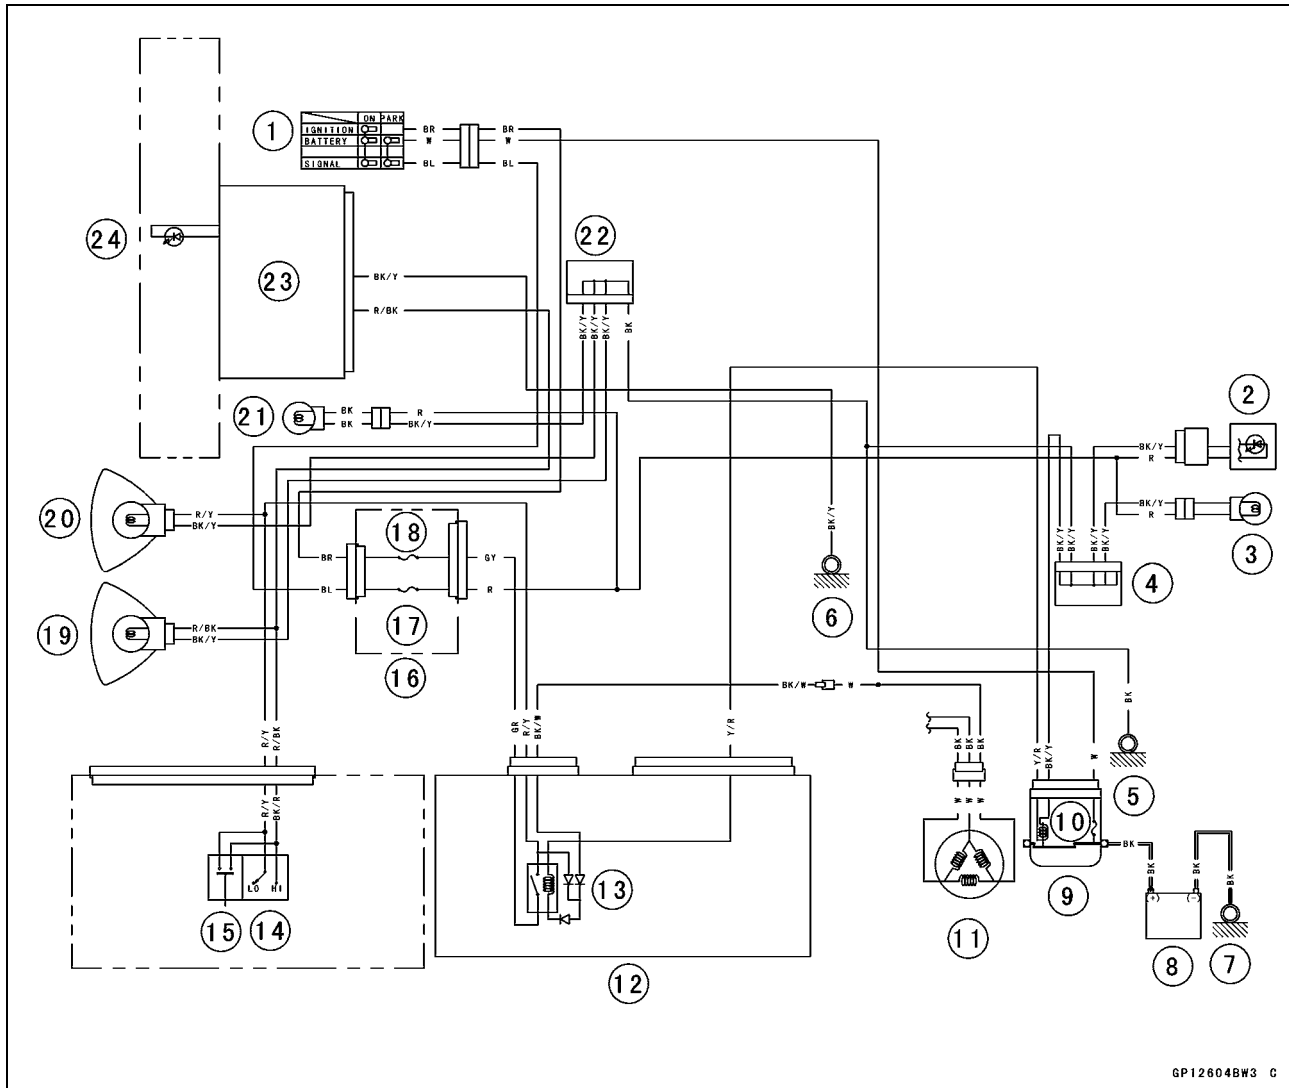 1
ON PARK
IGNITION
BATTERY
SIGNAL
BR
W
BL
BR
W
BL
24
23
BK/Y
R/BK
22
BK/Y
BK/Y
BK/Y
BK
21
BK
BK
R
BK/Y
2
BK/Y
R
BK/Y
R
3
20
R/Y
BK/Y
BR
BL
18
17
16
GY
R
BK/Y
6
BK/Y
BK/Y
BK/Y
BK/Y
4
19
R/BK
BK/Y
R/Y
R/BK
GR
R/Y
BK/W
BK/W
W
Y/R
BK
BK
BK
W
W
W
Y/R
BK/Y
W
BK
5
R/Y
BK/R
LO HI
15
14
13
12
11
10
9
BK
BK
(+) (-)
BK
BK
8
7
GP12604BW3 C